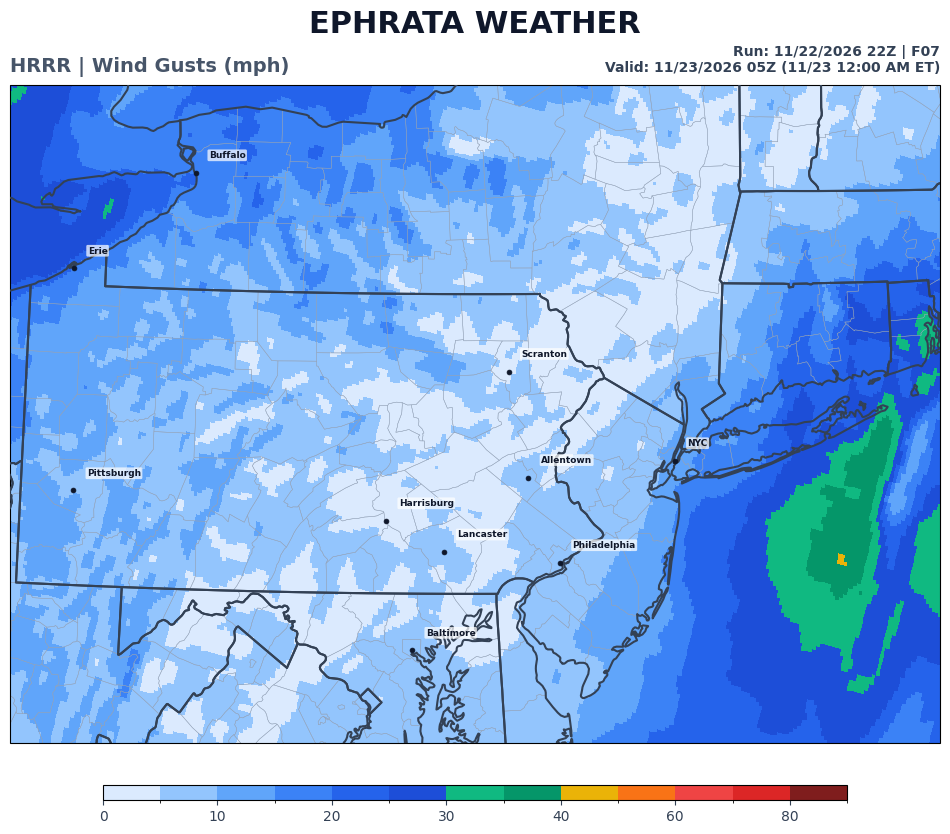 EPHRATA WEATHER
HRRR | Wind Gusts (mph)
Run: 11/22/2026 22Z | F07
Valid: 11/23/2026 05Z (11/23 12:00 AM ET)
Buffalo
Erie
Scranton
NYC
Allentown
Pittsburgh
Harrisburg
Lancaster
Philadelphia
Baltimore
0 10 20 30 40 50 60 70 80